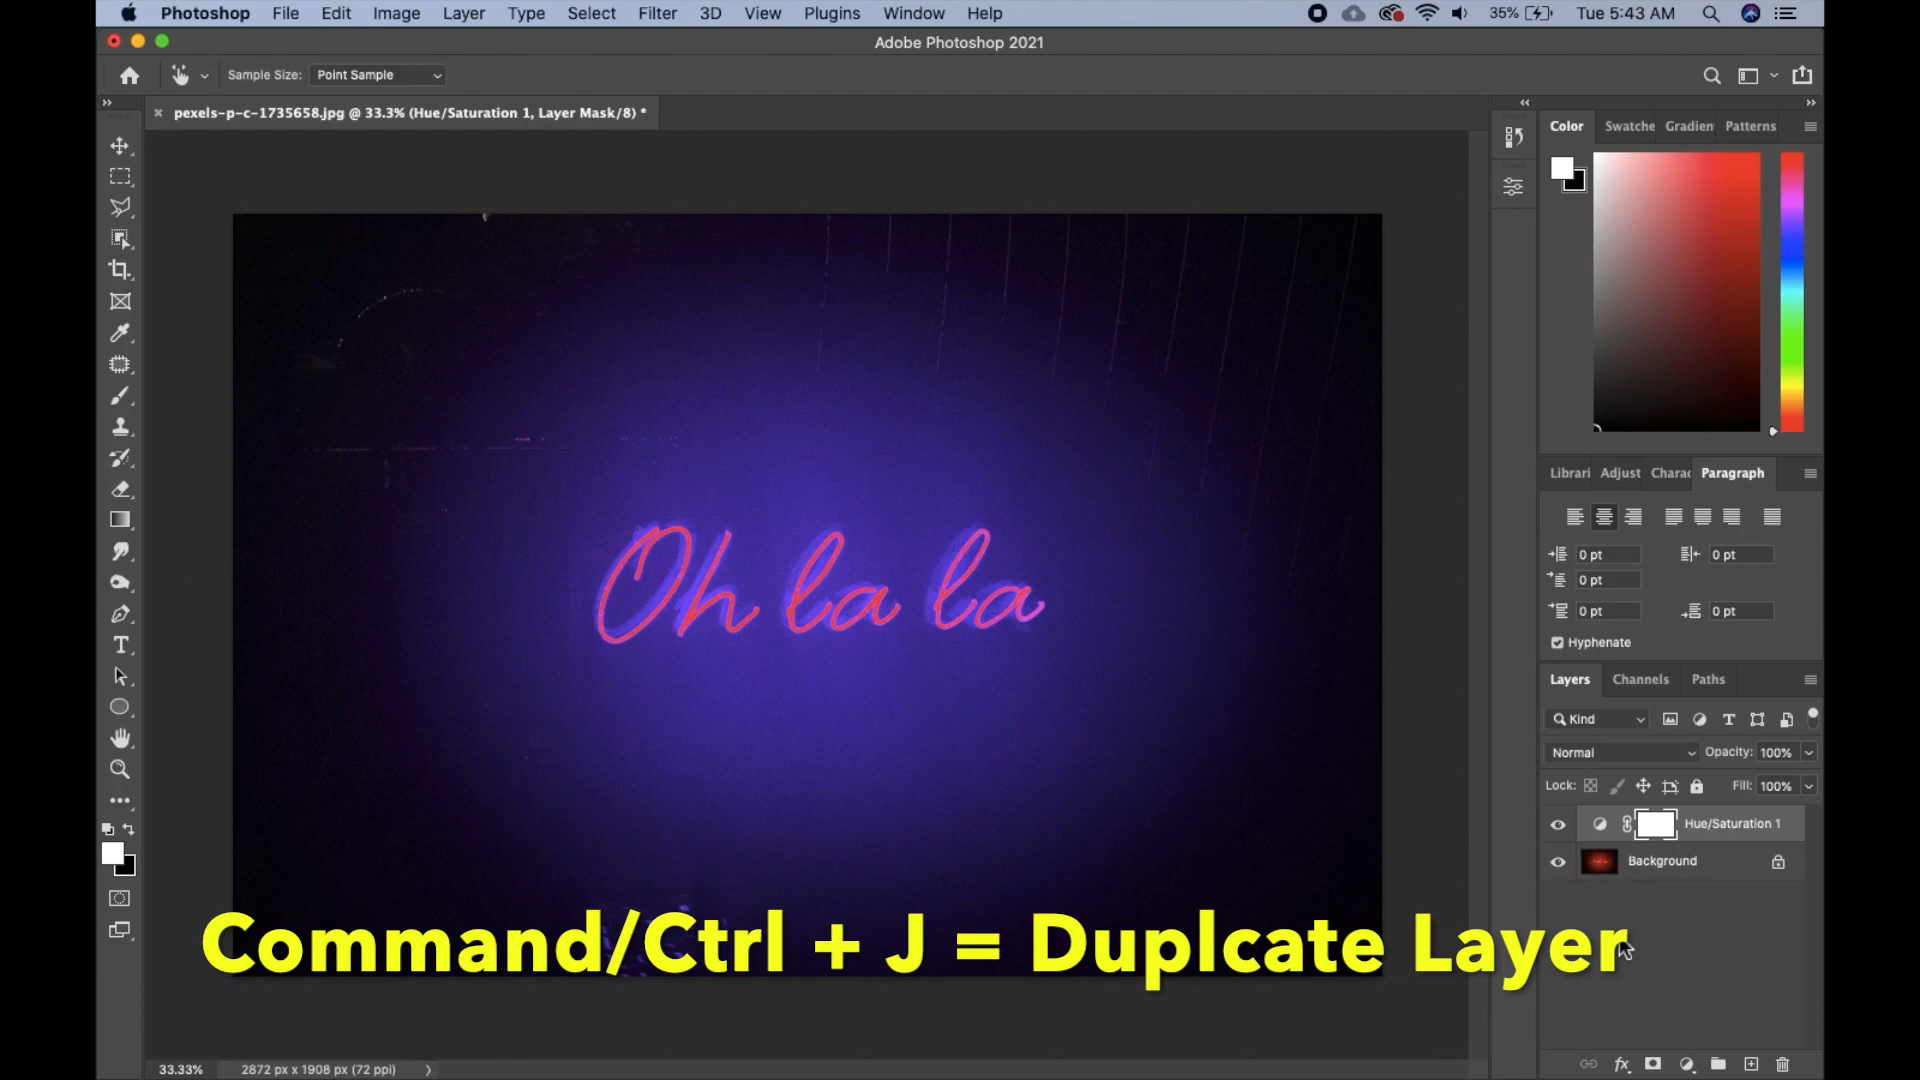 Photoshop File Edit Image Layer Type Select Filter 3D View Plugins Window Help 35% Tue 5:43 AM
Adobe Photoshop 2021
Sample Size: Point Sample
pexels-p-c-1735658.jpg @ 33.3% (Hue/Saturation 1, Layer Mask/8) *
Color Swatche Gradien Patterns
Oh la la
Librari Adjust Charac Paragraph
0 pt 0 pt
0 pt
0 pt 0 pt
Hyphenate
Layers Channels Paths
Kind
Normal Opacity: 100%
Lock: Fill: 100%
Hue/Saturation 1
Background
Command/Ctrl + J = Duplcate Layer
33.33% 2872 px x 1908 px (72 ppi)